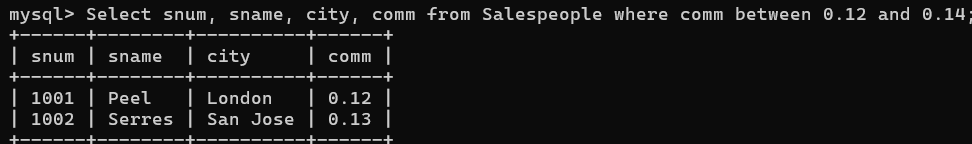 mysql> Select snum, sname, city, comm from Salespeople where comm between 0.12 and 0.14;
+------+--------+----------+------+
| snum | sname  | city     | comm |
+------+--------+----------+------+
| 1001 | Peel   | London   | 0.12 |
| 1002 | Serres | San Jose | 0.13 |
+------+--------+----------+------+